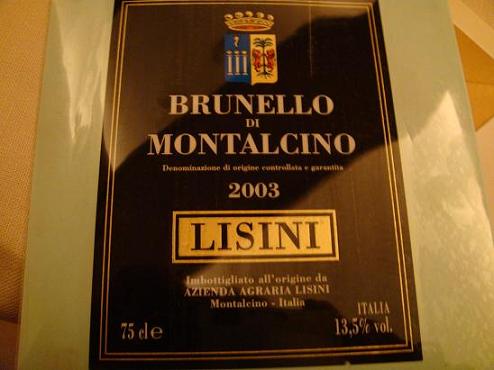 BRUNELLO
DI
MONTALCINO
Denominazione di origine controllata e garantita
2003
LISINI
Imbottigliato all'origine da
AZIENDA AGRARIA LISINI
Montalcino - Italia
75 cl e
ITALIA
13,5% vol.